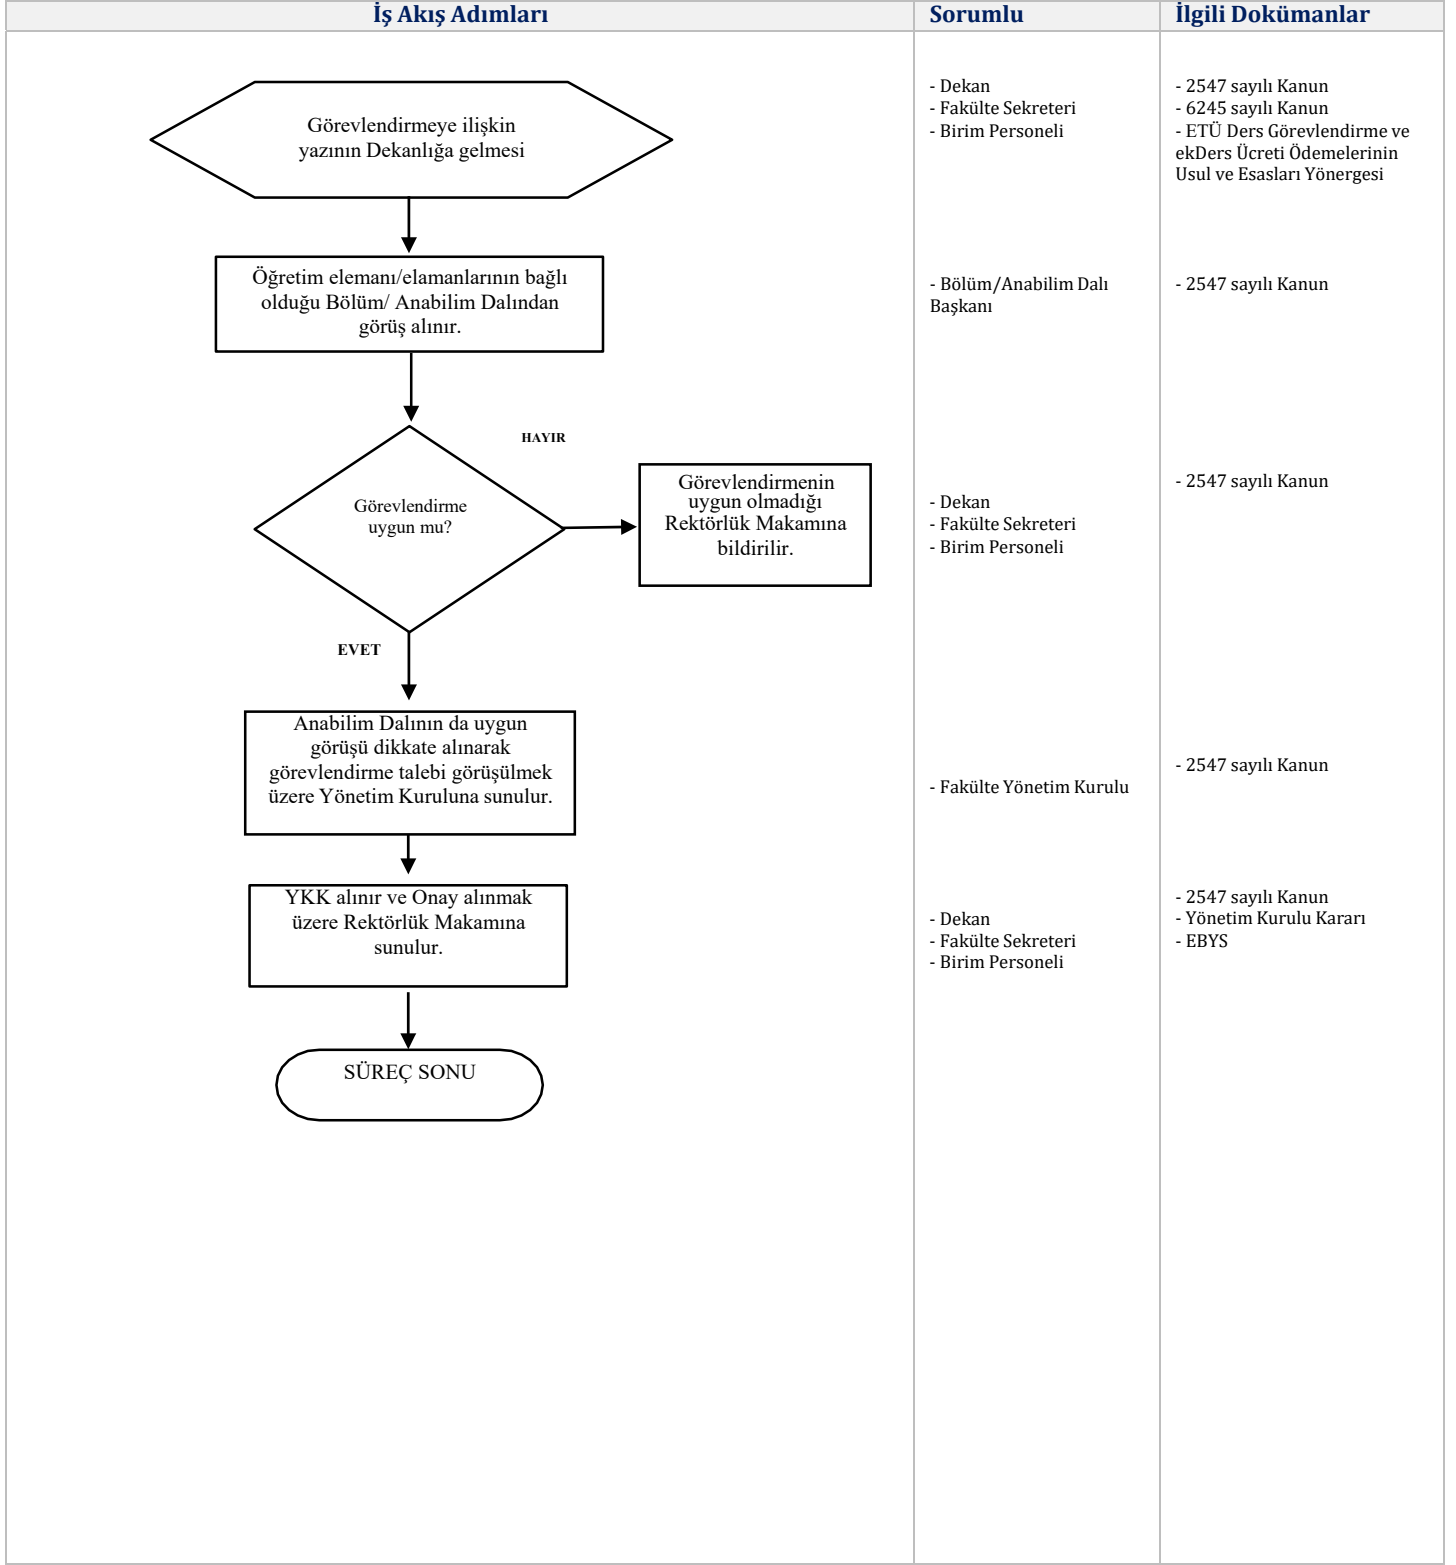 İş Akış Adımları
Sorumlu
İlgili Dokümanlar
Görevlendirmeye ilişkin
yazının Dekanlığa gelmesi
- Dekan
- Fakülte Sekreteri
- Birim Personeli
- 2547 sayılı Kanun
- 6245 sayılı Kanun
- ETÜ Ders Görevlendirme ve
ekDers Ücreti Ödemelerinin
Usul ve Esasları Yönergesi
Öğretim elemanı/elamanlarının bağlı
olduğu Bölüm/ Anabilim Dalından
görüş alınır.
- Bölüm/Anabilim Dalı
Başkanı
- 2547 sayılı Kanun
Görevlendirme
uygun mu?
HAYIR
Görevlendirmenin
uygun olmadığı
Rektörlük Makamına
bildirilir.
- Dekan
- Fakülte Sekreteri
- Birim Personeli
- 2547 sayılı Kanun
EVET
Anabilim Dalının da uygun
görüşü dikkate alınarak
görevlendirme talebi görüşülmek
üzere Yönetim Kuruluna sunulur.
- Fakülte Yönetim Kurulu
- 2547 sayılı Kanun
YKK alınır ve Onay alınmak
üzere Rektörlük Makamına
sunulur.
- Dekan
- Fakülte Sekreteri
- Birim Personeli
- 2547 sayılı Kanun
- Yönetim Kurulu Kararı
- EBYS
SÜREÇ SONU